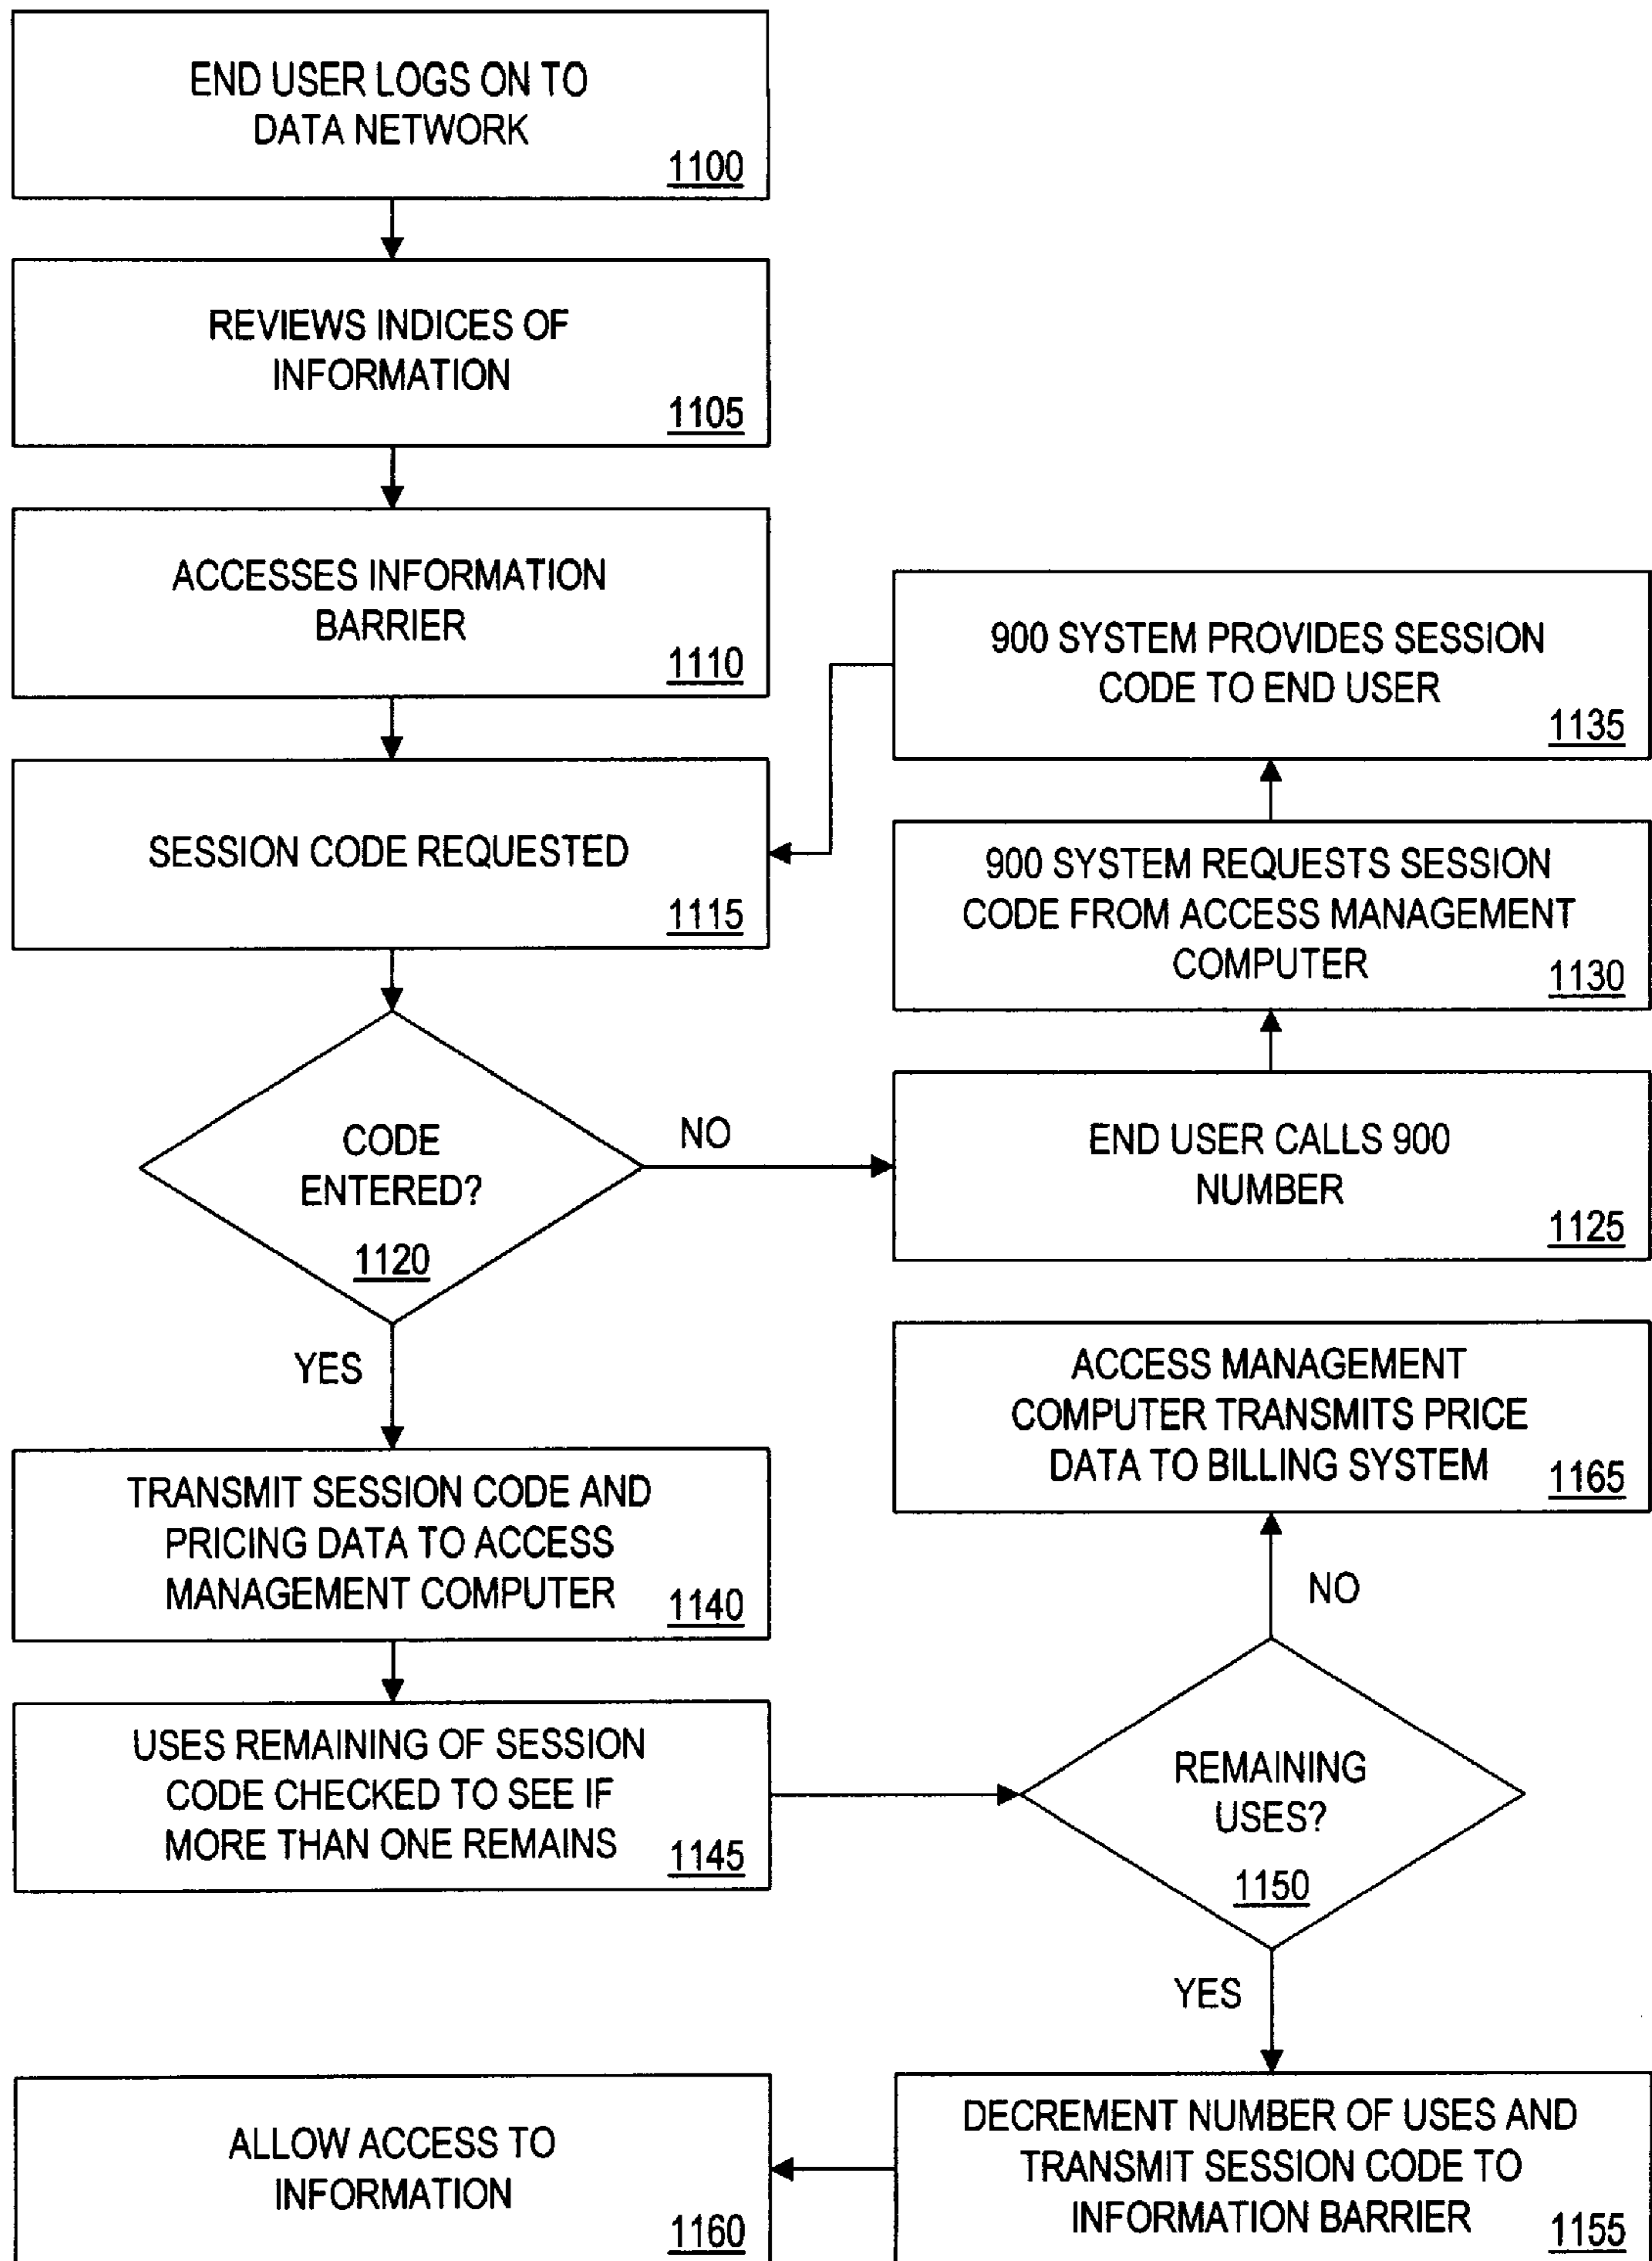 END USER LOGS ON TO
DATA NETWORK
1100
REVIEWS INDICES OF
INFORMATION
1105
ACCESSES INFORMATION
BARRIER
1110
SESSION CODE REQUESTED
1115
CODE
ENTERED?
1120
NO
YES
900 SYSTEM PROVIDES SESSION
CODE TO END USER
1135
900 SYSTEM REQUESTS SESSION
CODE FROM ACCESS MANAGEMENT
COMPUTER
1130
END USER CALLS 900
NUMBER
1125
TRANSMIT SESSION CODE AND
PRICING DATA TO ACCESS
MANAGEMENT COMPUTER
1140
USES REMAINING OF SESSION
CODE CHECKED TO SEE IF
MORE THAN ONE REMAINS
1145
ACCESS MANAGEMENT
COMPUTER TRANSMITS PRICE
DATA TO BILLING SYSTEM
1165
NO
REMAINING
USES?
1150
YES
DECREMENT NUMBER OF USES AND
TRANSMIT SESSION CODE TO
INFORMATION BARRIER
1155
ALLOW ACCESS TO
INFORMATION
1160